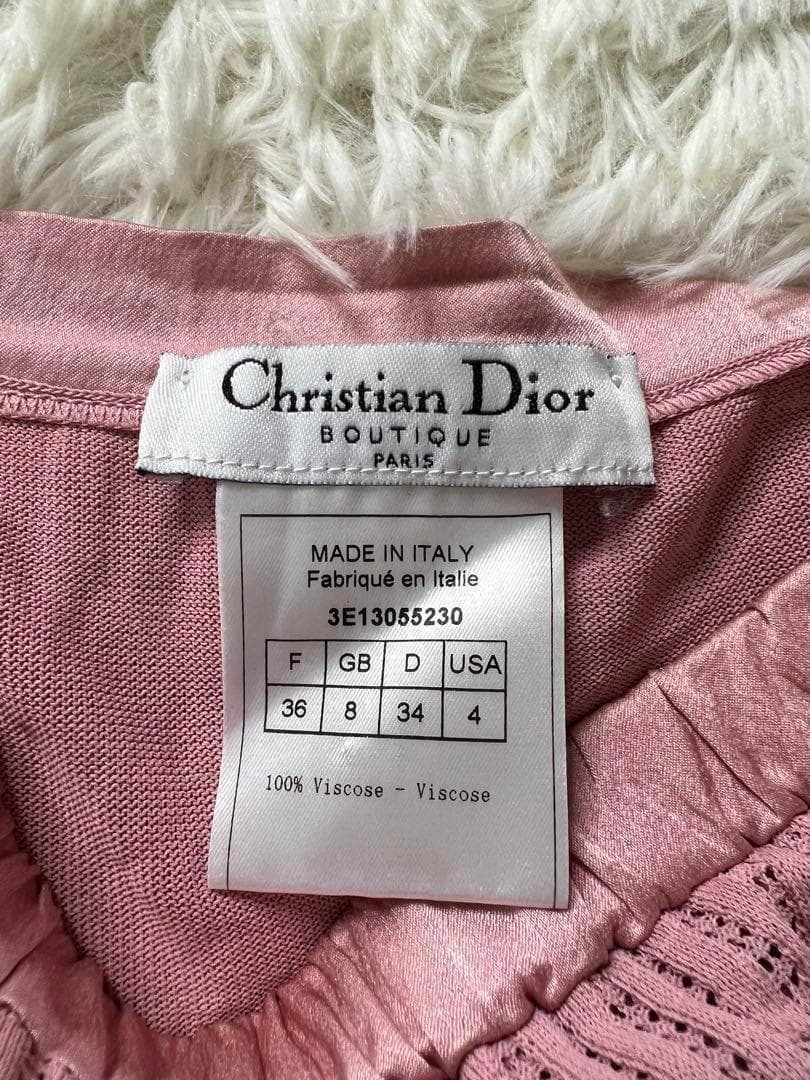 Christian Dior
BOUTIQUE
PARIS
MADE IN ITALY
Fabriqué en Italie
3E13055230
F GB D USA
36 8 34 4
100% Viscose - Viscose